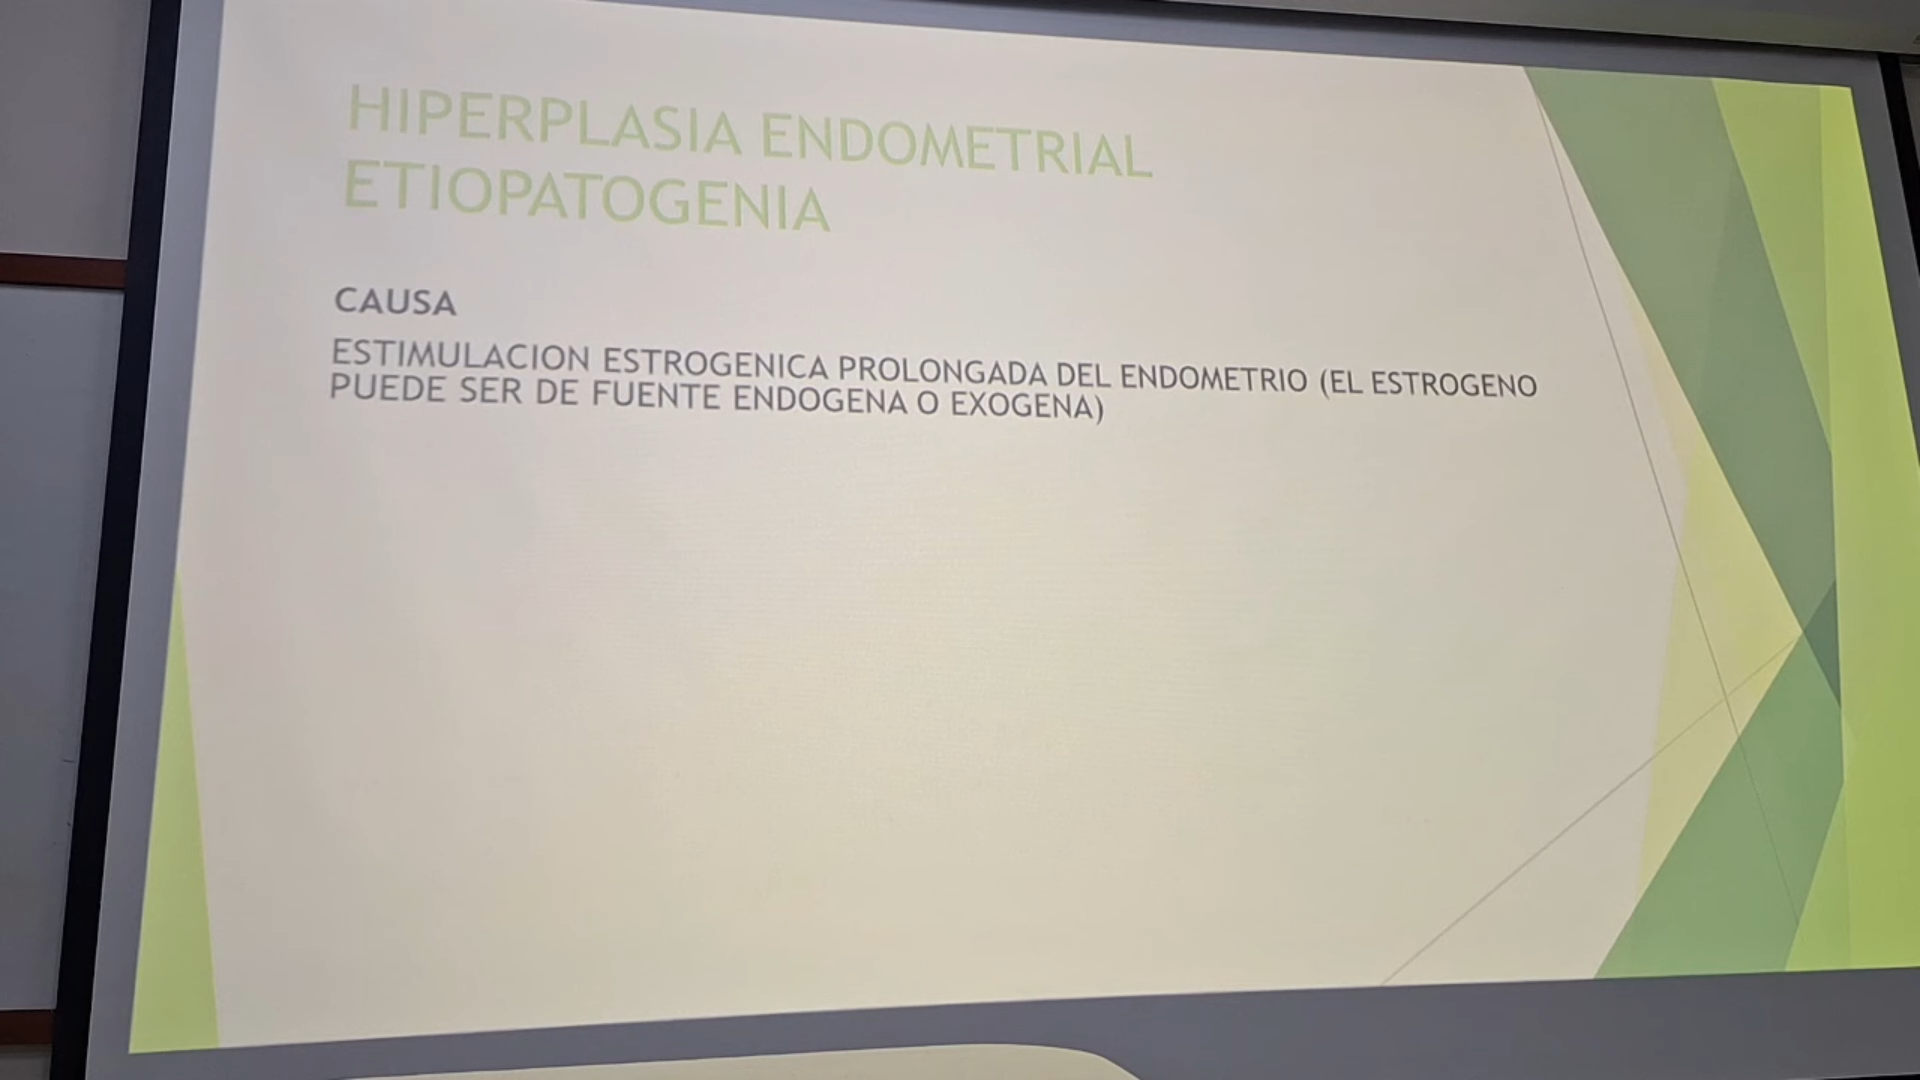 HIPERPLASIA ENDOMETRIAL
ETIOPATOGENIA
CAUSA
ESTIMULACION ESTROGENICA PROLONGADA DEL ENDOMETRIO (EL ESTROGENO
PUEDE SER DE FUENTE ENDOGENA O EXOGENA)